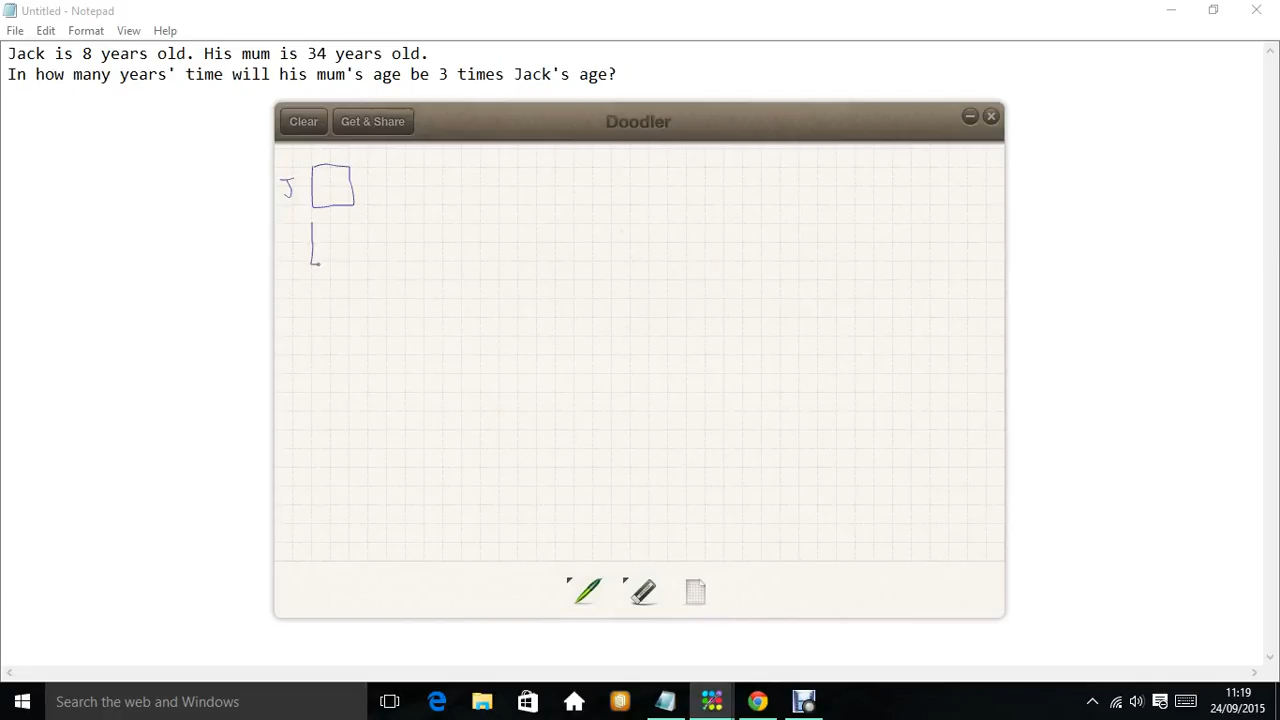 Untitled - Notepad
File Edit Format View Help
Jack is 8 years old. His mum is 34 years old.
In how many years' time will his mum's age be 3 times Jack's age?
Clear Get & Share Doodler
J
Search the web and Windows
11:19
24/09/2015